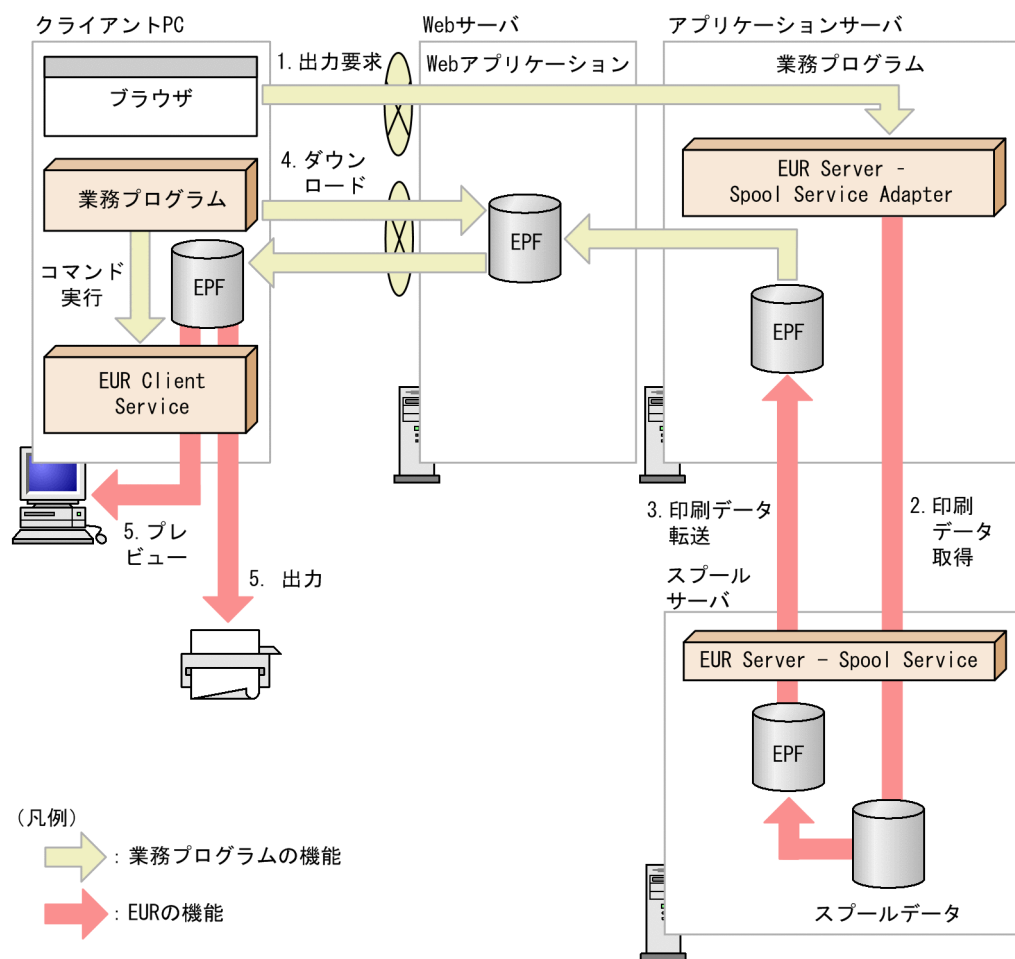 クライアントPC
Webサーバ
アプリケーションサーバ
ブラウザ
1. 出力要求
Webアプリケーション
業務プログラム
業務プログラム
4. ダウン
ロード
EUR Server -
Spool Service Adapter
EPF
コマンド
実行
EPF
EPF
EUR Client
Service
5. プレ
ビュー
5. 出力
3. 印刷データ
転送
2. 印刷
データ
取得
スプール
サーバ
EUR Server − Spool Service
EPF
スプールデータ
(凡例)
: 業務プログラムの機能
: EURの機能